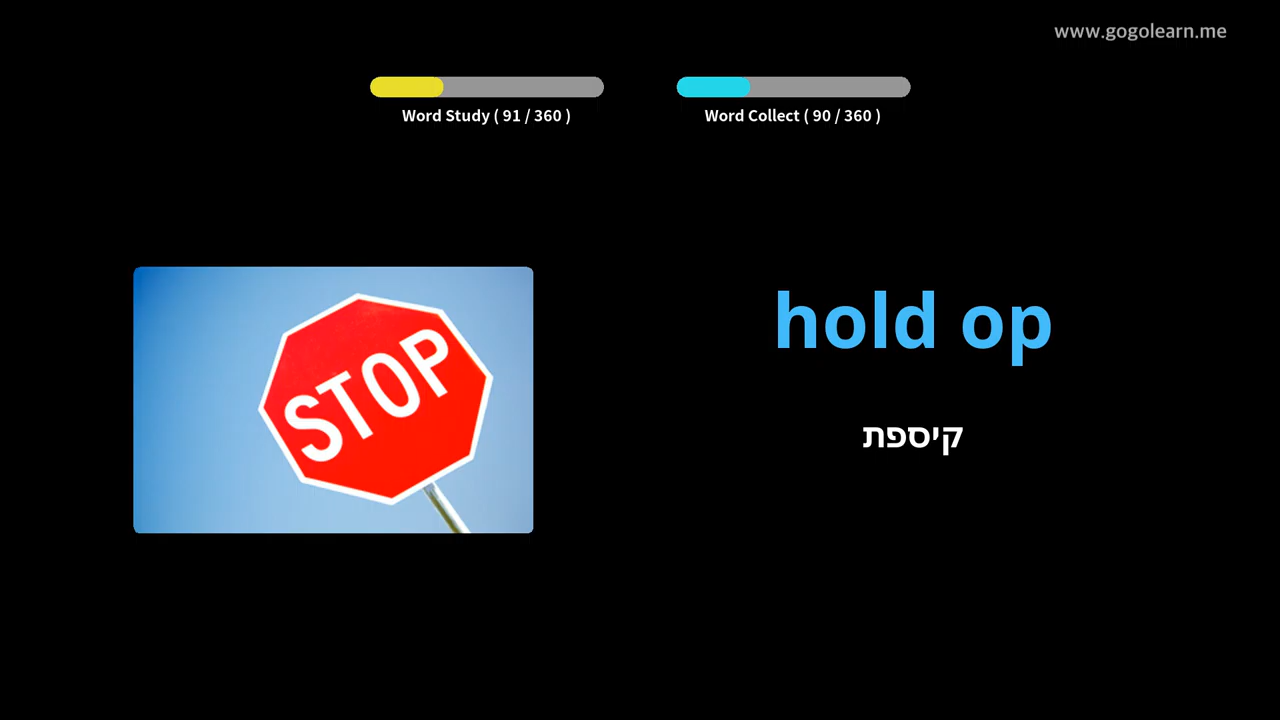 www.gogolearn.me
Word Study ( 91 / 360 )
Word Collect ( 90 / 360 )
STOP
hold op
קיספת